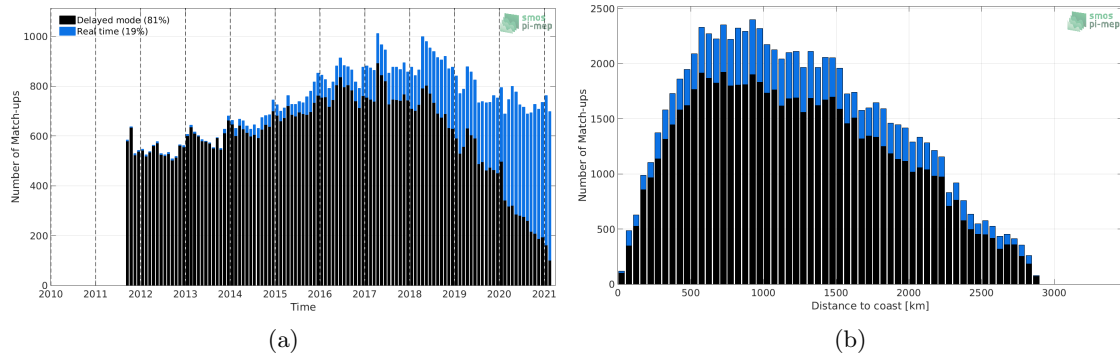 Delayed mode (81%)
Real time (19%)
smos
pi-mep
Number of Match-ups
1000
800
600
400
200
0
2010 2011 2012 2013 2014 2015 2016 2017 2018 2019 2020 2021
Time
(a)
smos
pi-mep
Number of Match-ups
2500
2000
1500
1000
500
0
0 500 1000 1500 2000 2500 3000
Distance to coast [km]
(b)